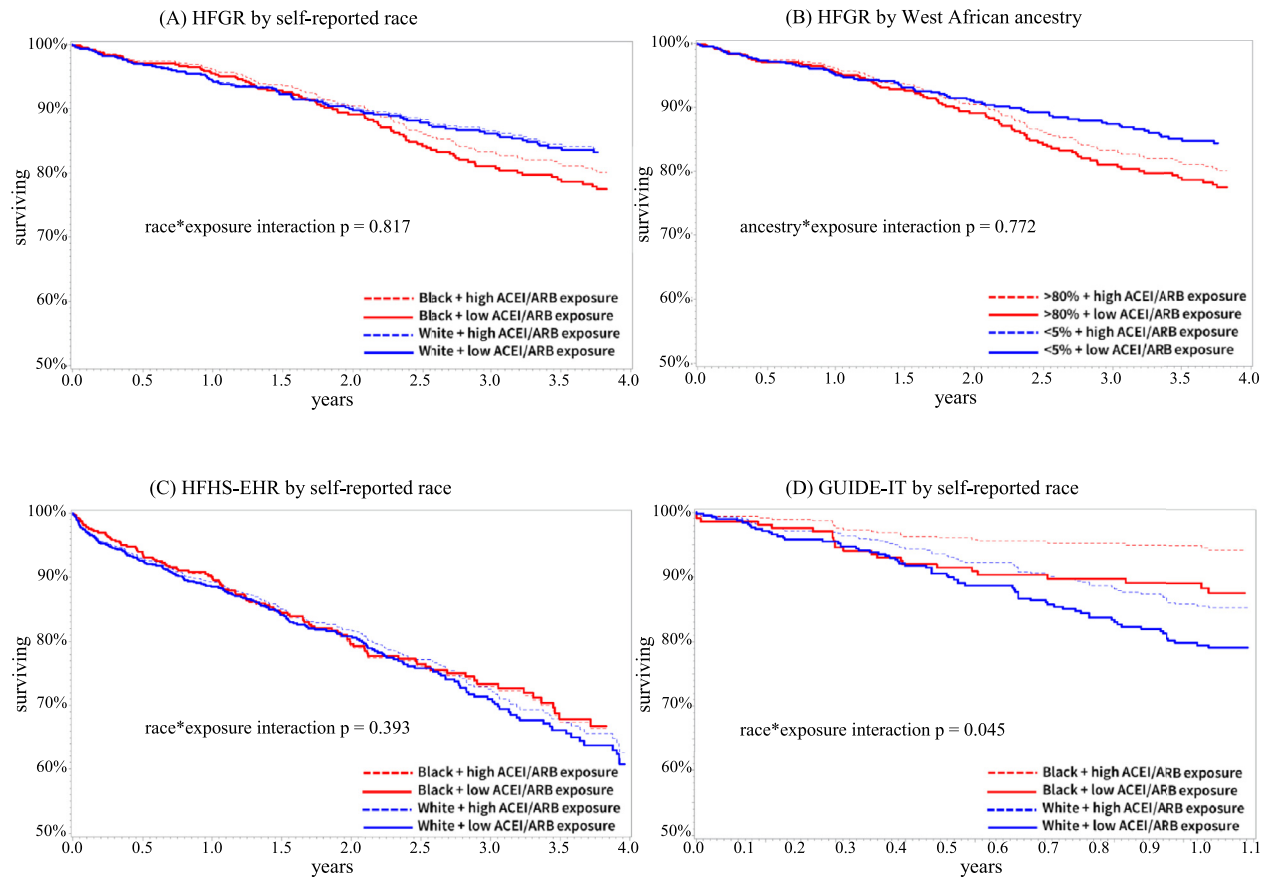 (A) HFGR by self-reported race
100%
90%
80%
70%
60%
50%
surviving
race*exposure interaction p = 0.817
Black + high ACEI/ARB exposure
Black + low ACEI/ARB exposure
White + high ACEI/ARB exposure
White + low ACEI/ARB exposure
0.0 0.5 1.0 1.5 2.0 2.5 3.0 3.5 4.0
years
(B) HFGR by West African ancestry
100%
90%
80%
70%
60%
50%
surviving
ancestry*exposure interaction p = 0.772
>80% + high ACEI/ARB exposure
>80% + low ACEI/ARB exposure
<5% + high ACEI/ARB exposure
<5% + low ACEI/ARB exposure
0.0 0.5 1.0 1.5 2.0 2.5 3.0 3.5 4.0
years
(C) HFHS-EHR by self-reported race
100%
90%
80%
70%
60%
50%
surviving
race*exposure interaction p = 0.393
Black + high ACEI/ARB exposure
Black + low ACEI/ARB exposure
White + high ACEI/ARB exposure
White + low ACEI/ARB exposure
0.0 0.5 1.0 1.5 2.0 2.5 3.0 3.5 4.0
years
(D) GUIDE-IT by self-reported race
100%
90%
80%
70%
60%
50%
surviving
race*exposure interaction p = 0.045
Black + high ACEI/ARB exposure
Black + low ACEI/ARB exposure
White + high ACEI/ARB exposure
White + low ACEI/ARB exposure
0.0 0.1 0.2 0.3 0.4 0.5 0.6 0.7 0.8 0.9 1.0 1.1
years